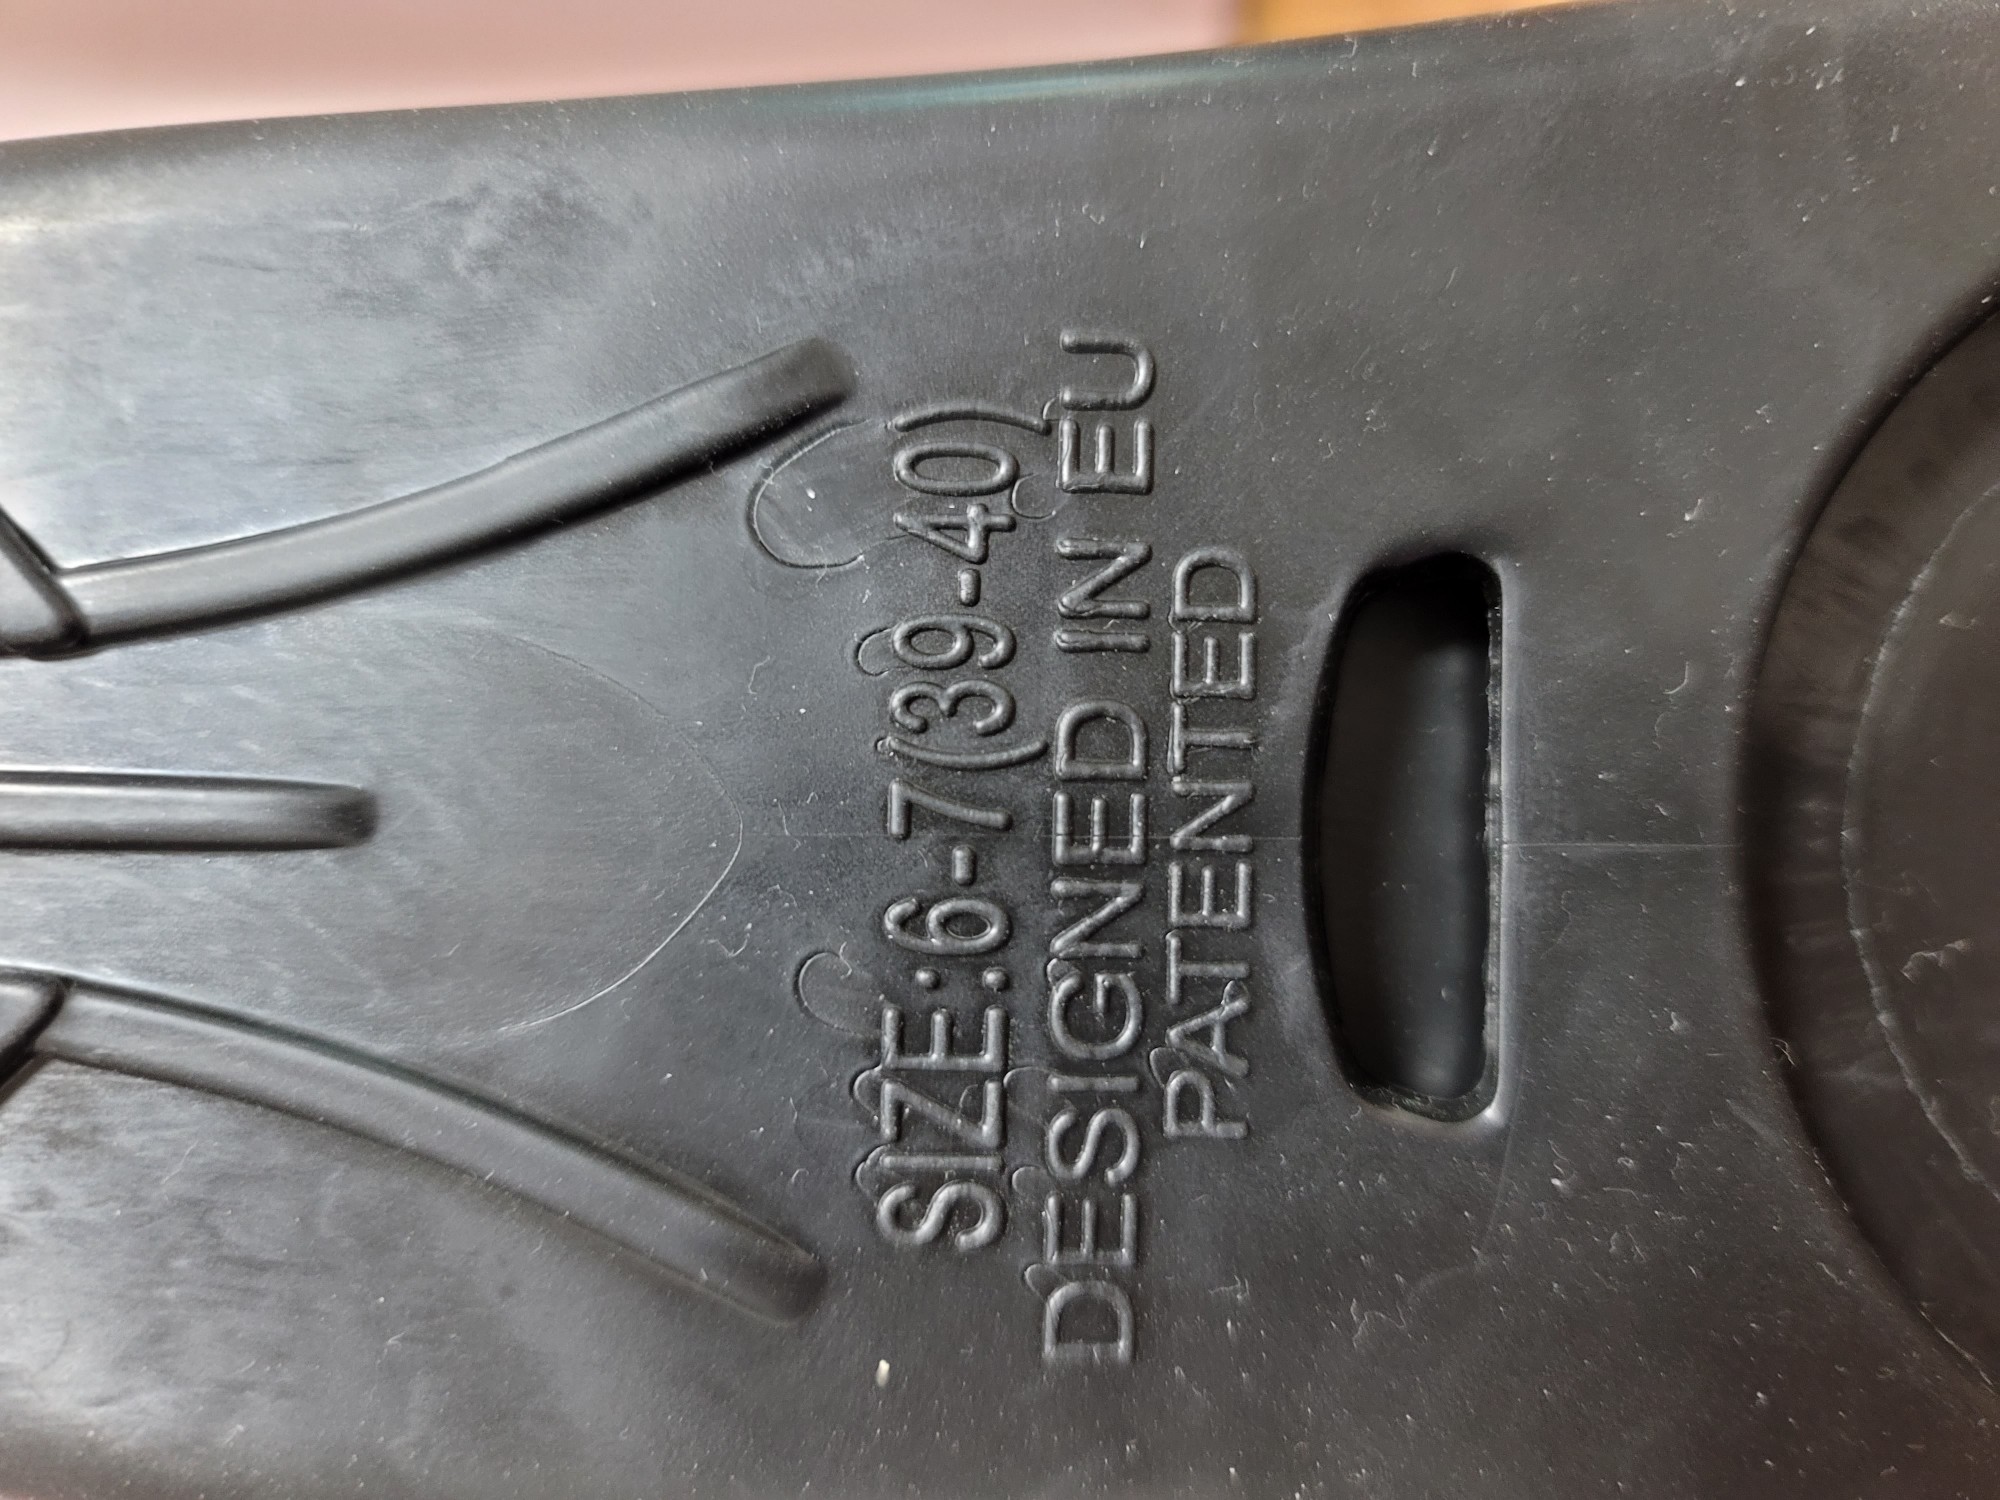 SIZE:6-7(39-40)
DESIGNED IN EU
PATENTED